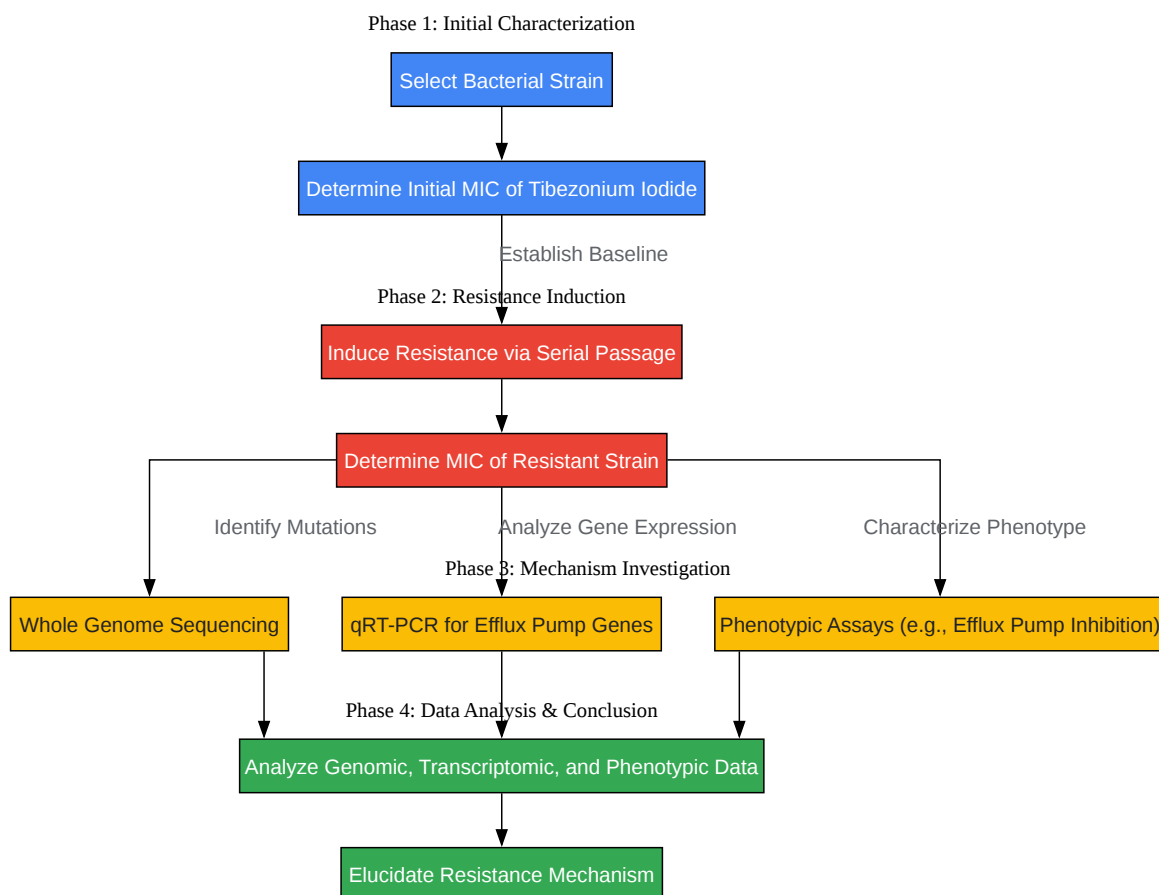 Phase 1: Initial Characterization
Select Bacterial Strain
Determine Initial MIC of Tibezonium Iodide
Establish Baseline
Phase 2: Resistance Induction
Induce Resistance via Serial Passage
Determine MIC of Resistant Strain
Identify Mutations
Analyze Gene Expression
Characterize Phenotype
Phase 3: Mechanism Investigation
Whole Genome Sequencing
qRT-PCR for Efflux Pump Genes
Phenotypic Assays (e.g., Efflux Pump Inhibition)
Phase 4: Data Analysis & Conclusion
Analyze Genomic, Transcriptomic, and Phenotypic Data
Elucidate Resistance Mechanism